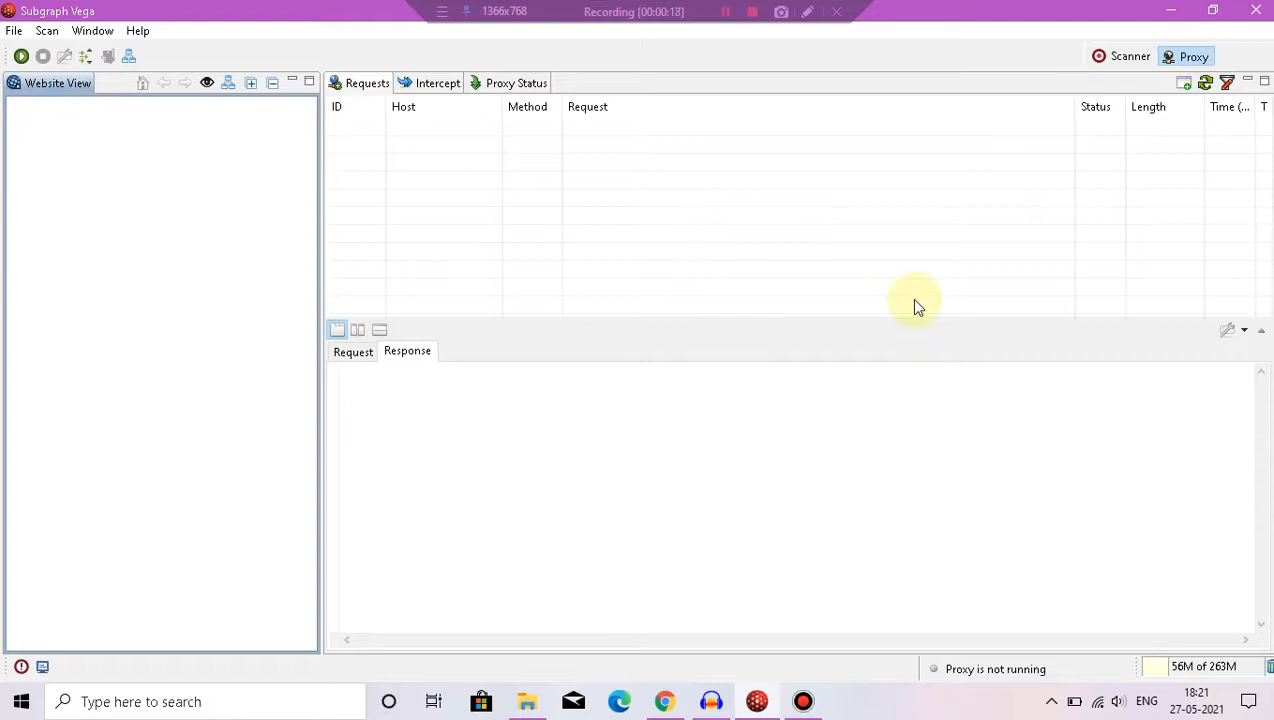 Subgraph Vega
1366x768
Recording [00:00:18]
File Scan Window Help
Scanner
Proxy
Website View
Requests
Intercept
Proxy Status
ID Host Method Request Status Length Time (... T
Request
Response
Proxy is not running
56M of 263M
Type here to search
ENG
18:21
27-05-2021